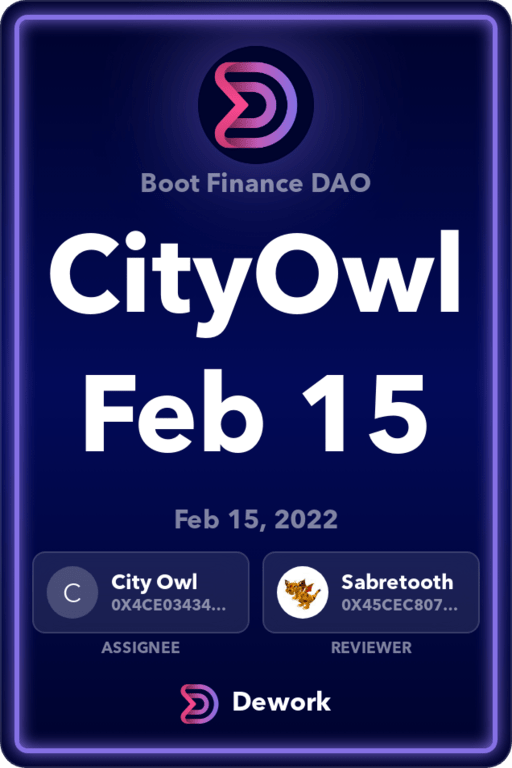 Boot Finance DAO
CityOwl
Feb 15
Feb 15, 2022
C
City Owl
0X4CE03434...
Sabretooth
0X45CEC807...
ASSIGNEE
REVIEWER
Dework